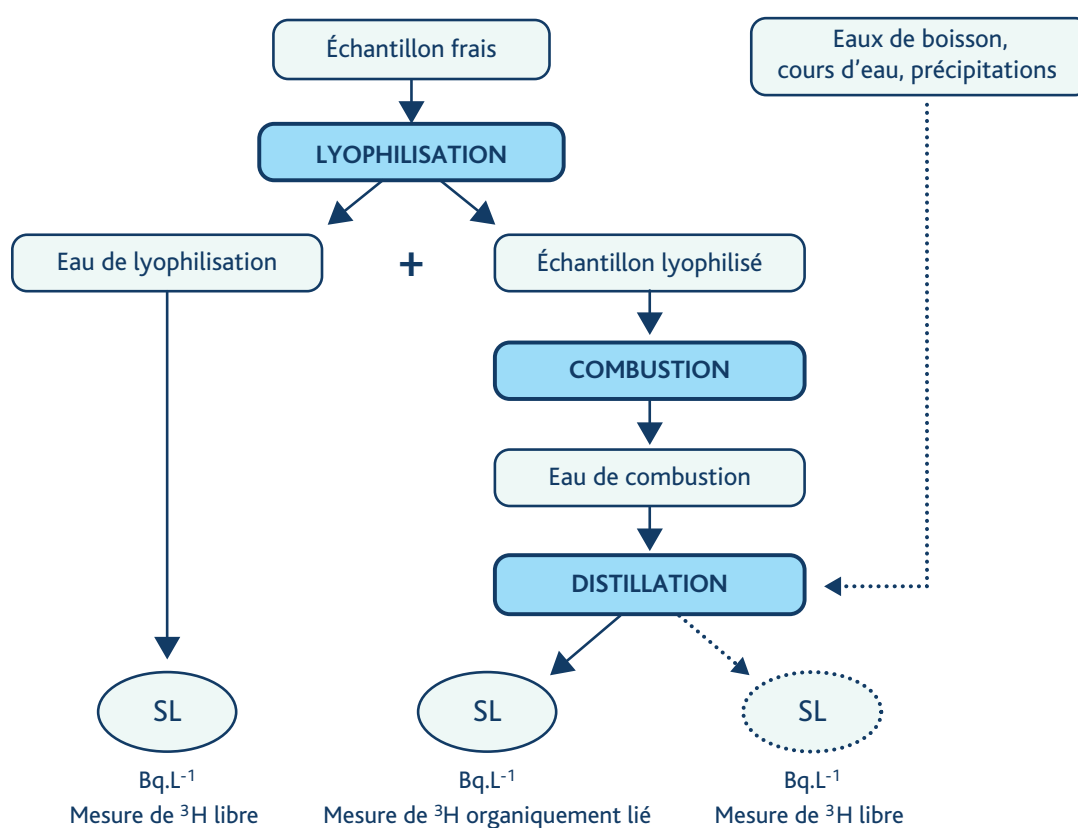 Échantillon frais
Eaux de boisson,
cours d'eau, précipitations
LYOPHILISATION
Eau de lyophilisation
+
Échantillon lyophilisé
COMBUSTION
Eau de combustion
DISTILLATION
SL
SL
SL
Bq.L⁻¹
Mesure de ³H libre
Bq.L⁻¹
Mesure de ³H organiquement lié
Bq.L⁻¹
Mesure de ³H libre